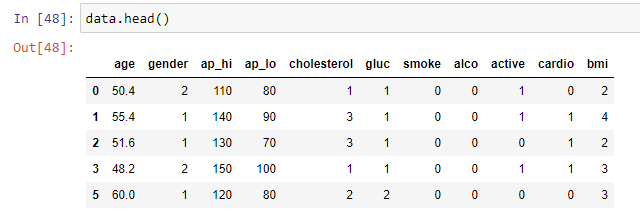 In [48]: data.head()
Out[48]:
age gender ap_hi ap_lo cholesterol gluc smoke alco active cardio bmi
0 50.4 2 110 80 1 1 0 0 1 0 2
1 55.4 1 140 90 3 1 0 0 1 1 4
2 51.6 1 130 70 3 1 0 0 0 1 2
3 48.2 2 150 100 1 1 0 0 1 1 3
5 60.0 1 120 80 2 2 0 0 0 0 3